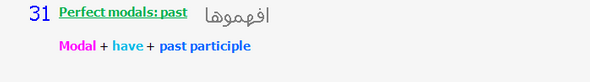 31 Perfect modals: past افهموها
Modal + have + past participle